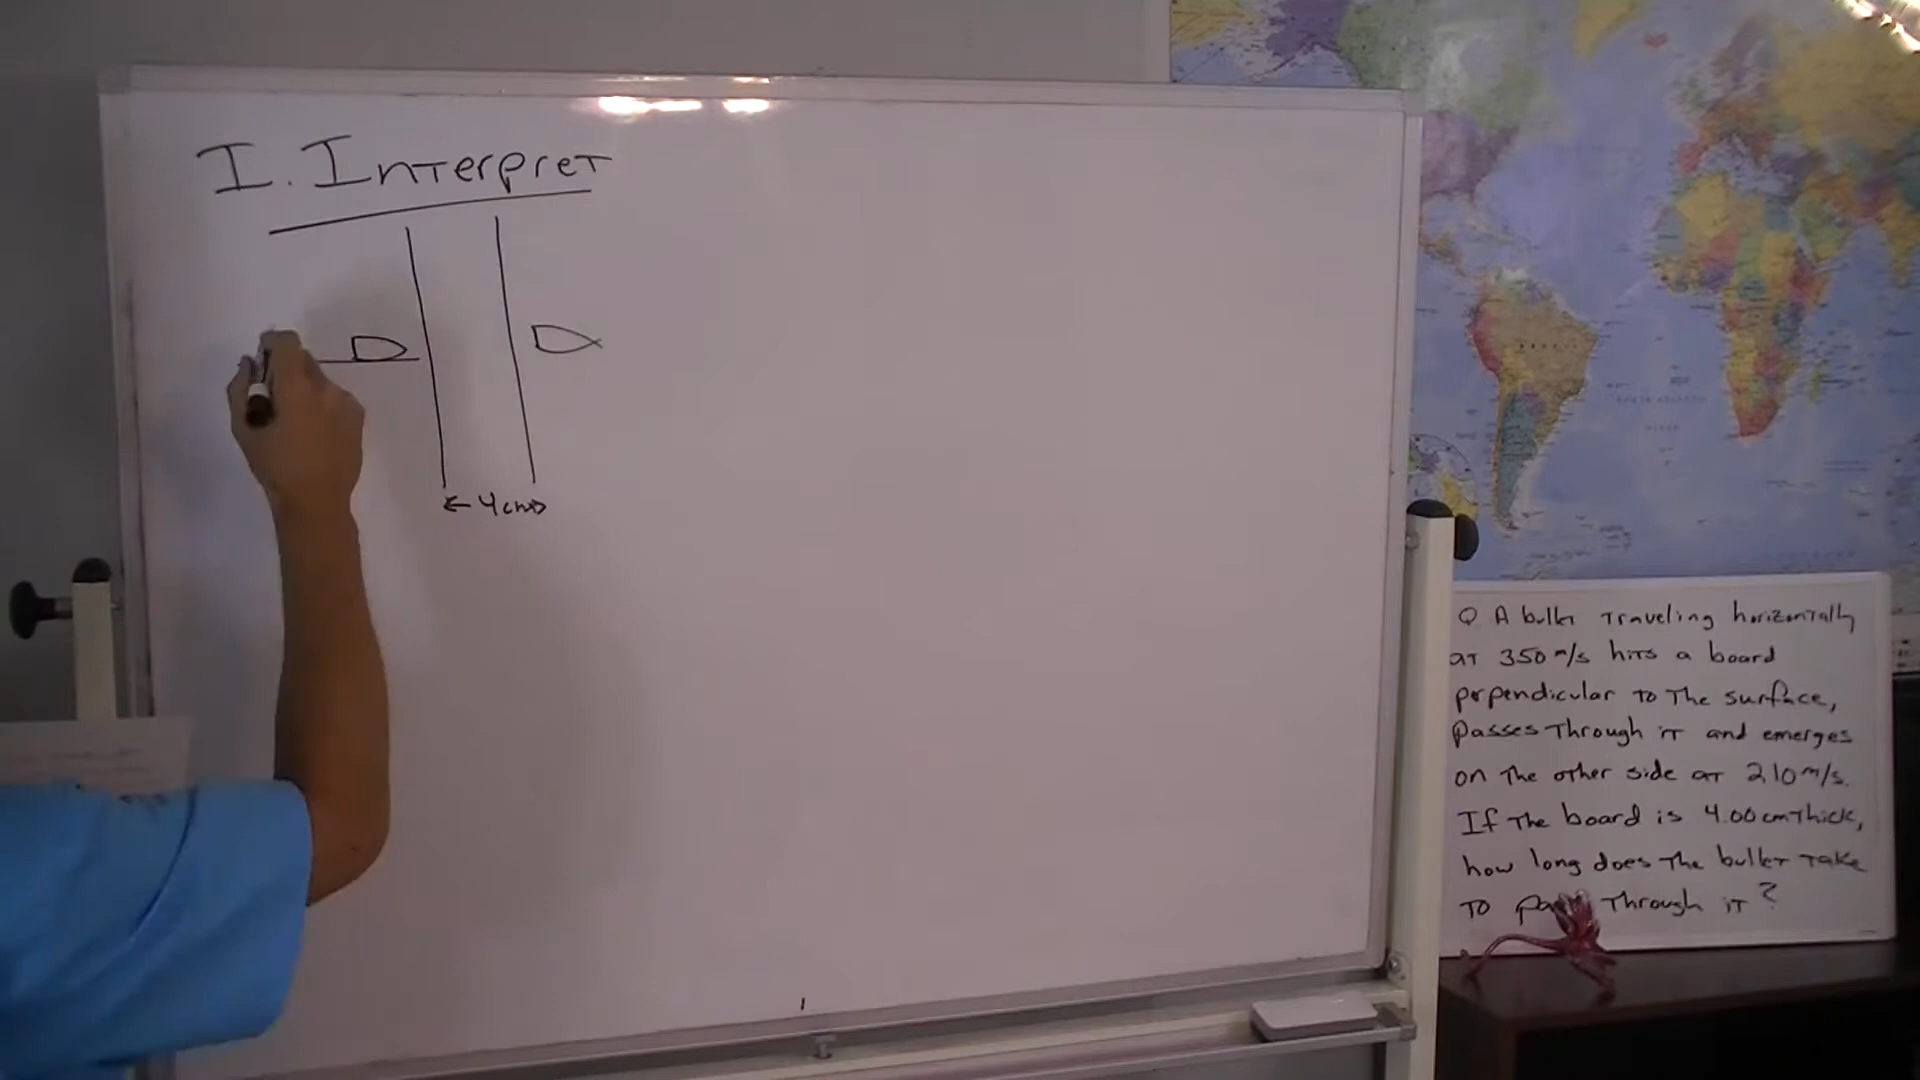 I. Interpret
4cm
Q A bullet traveling horizontally
at 350 m/s hits a board
perpendicular to the surface,
passes through it and emerges
on the other side at 210 m/s.
If the board is 4.00 cm thick,
how long does the bullet take
to through it?